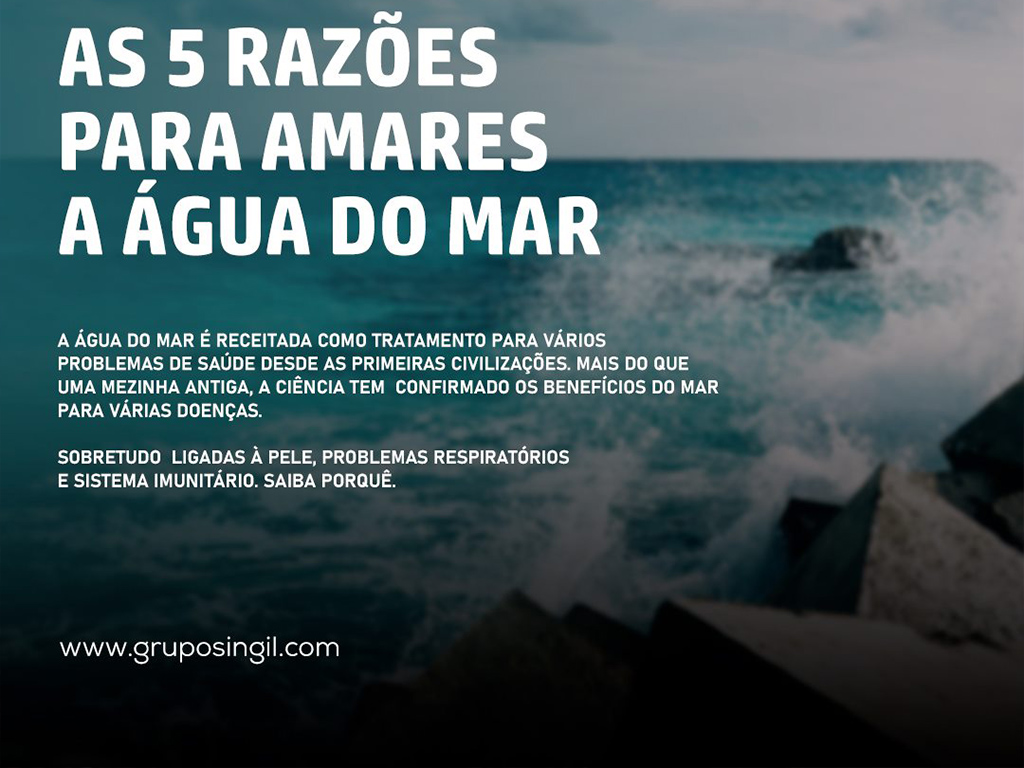 AS 5 RAZÕES
PARA AMARES
A ÁGUA DO MAR
A ÁGUA DO MAR É RECEITADA COMO TRATAMENTO PARA VÁRIOS
PROBLEMAS DE SAÚDE DESDE AS PRIMEIRAS CIVILIZAÇÕES. MAIS DO QUE
UMA MEZINHA ANTIGA, A CIÊNCIA TEM CONFIRMADO OS BENEFÍCIOS DO MAR
PARA VÁRIAS DOENÇAS.
SOBRETUDO LIGADAS À PELE, PROBLEMAS RESPIRATÓRIOS
E SISTEMA IMUNITÁRIO. SAIBA PORQUÊ.
www.gruposingil.com